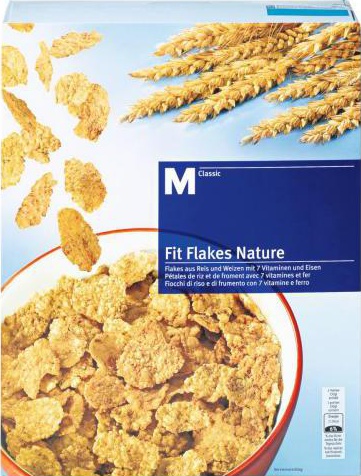 M
Classic
Fit Flakes Nature
Flakes aus Reis und Weizen mit 7 Vitaminen und Eisen
Pétales de riz et de froment avec 7 vitamines et fer
Fiocchi di riso e di frumento con 7 vitamine e ferro